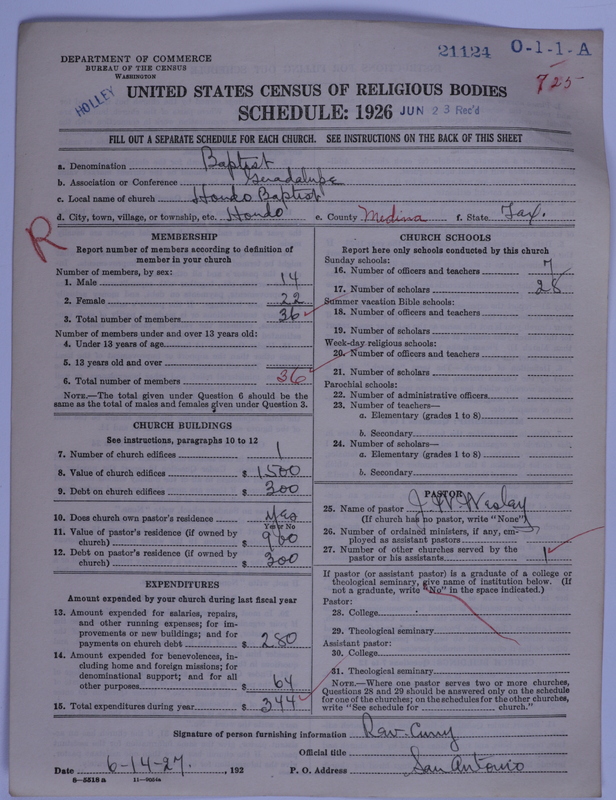 21124 0-1-1-A
725
DEPARTMENT OF COMMERCE
BUREAU OF THE CENSUS
WASHINGTON
HOLLEY
UNITED STATES CENSUS OF RELIGIOUS BODIES
SCHEDULE: 1926 JUN 23 Rec'd
FILL OUT A SEPARATE SCHEDULE FOR EACH CHURCH. SEE INSTRUCTIONS ON THE BACK OF THIS SHEET
a. Denomination Baptist
b. Association or Conference Guadalupe
c. Local name of church Hondo Baptist
d. City, town, village, or township, etc. Hondo e. County Medina f. State Tex.
R
MEMBERSHIP
Report number of members according to definition of
member in your church
Number of members, by sex:
1. Male 14
2. Female 22
3. Total number of members 36
Number of members under and over 13 years old:
4. Under 13 years of age
5. 13 years old and over
6. Total number of members 36
NOTE.—The total given under Question 6 should be the
same as the total of males and females given under Question 3.
CHURCH BUILDINGS
See instructions, paragraphs 10 to 12
7. Number of church edifices 1
8. Value of church edifices $ 1500
9. Debt on church edifices $ 300
10. Does church own pastor's residence Yes
Yes or No
11. Value of pastor's residence (if owned by
church) $ 900
12. Debt on pastor's residence (if owned by
church) $ 300
EXPENDITURES
Amount expended by your church during last fiscal year
13. Amount expended for salaries, repairs,
and other running expenses; for im-
provements or new buildings; and for
payments on church debt $ 280
14. Amount expended for benevolences, in-
cluding home and foreign missions; for
denominational support; and for all
other purposes $ 64
15. Total expenditures during year $ 344
CHURCH SCHOOLS
Report here only schools conducted by this church
Sunday schools:
16. Number of officers and teachers 7
17. Number of scholars 28
Summer vacation Bible schools:
18. Number of officers and teachers
19. Number of scholars
Week-day religious schools:
20. Number of officers and teachers
21. Number of scholars
Parochial schools:
22. Number of administrative officers
23. Number of teachers—
a. Elementary (grades 1 to 8)
b. Secondary
24. Number of scholars—
a. Elementary (grades 1 to 8)
b. Secondary
PASTOR
25. Name of pastor J. W. Wesley
(If church has no pastor, write "None")
26. Number of ordained ministers, if any, em-
ployed as assistant pastors
27. Number of other churches served by the
pastor or his assistants 1
If pastor (or assistant pastor) is a graduate of a college or
theological seminary, give name of institution below. (If
not a graduate, write "No" in the space indicated.)
Pastor:
28. College
29. Theological seminary
Assistant pastor:
30. College
31. Theological seminary
NOTE.—Where one pastor serves two or more churches,
Questions 28 and 29 should be answered only on the schedule
for one of the churches; on the schedules for the other churches,
write "See schedule for church."
Signature of person furnishing information Rav. Curry
Official title
Date 6-14-27, 192 P. O. Address San Antonio
8—5518 a